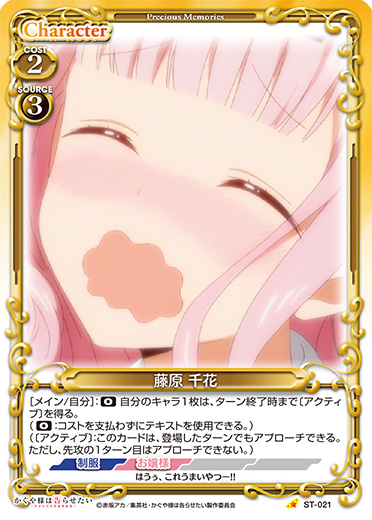 Precious Memories
Character
COST
2
SOURCE
3
藤原 千花
[メイン/自分]:0 自分のキャラ1枚は、ターン終了時まで〔アクティ
ブ〕を得る。
(0:コストを支払わずにテキストを使用できる。)
(〔アクティブ〕:このカードは、登場したターンでもアプローチできる。
ただし、先攻の1ターン目はアプローチできない。)
制服 お嬢様
はうぅ、これうまいやつー!!
かぐや様は告らせたい
©赤坂アカ/集英社・かぐや様は告らせたい製作委員会
ST-021